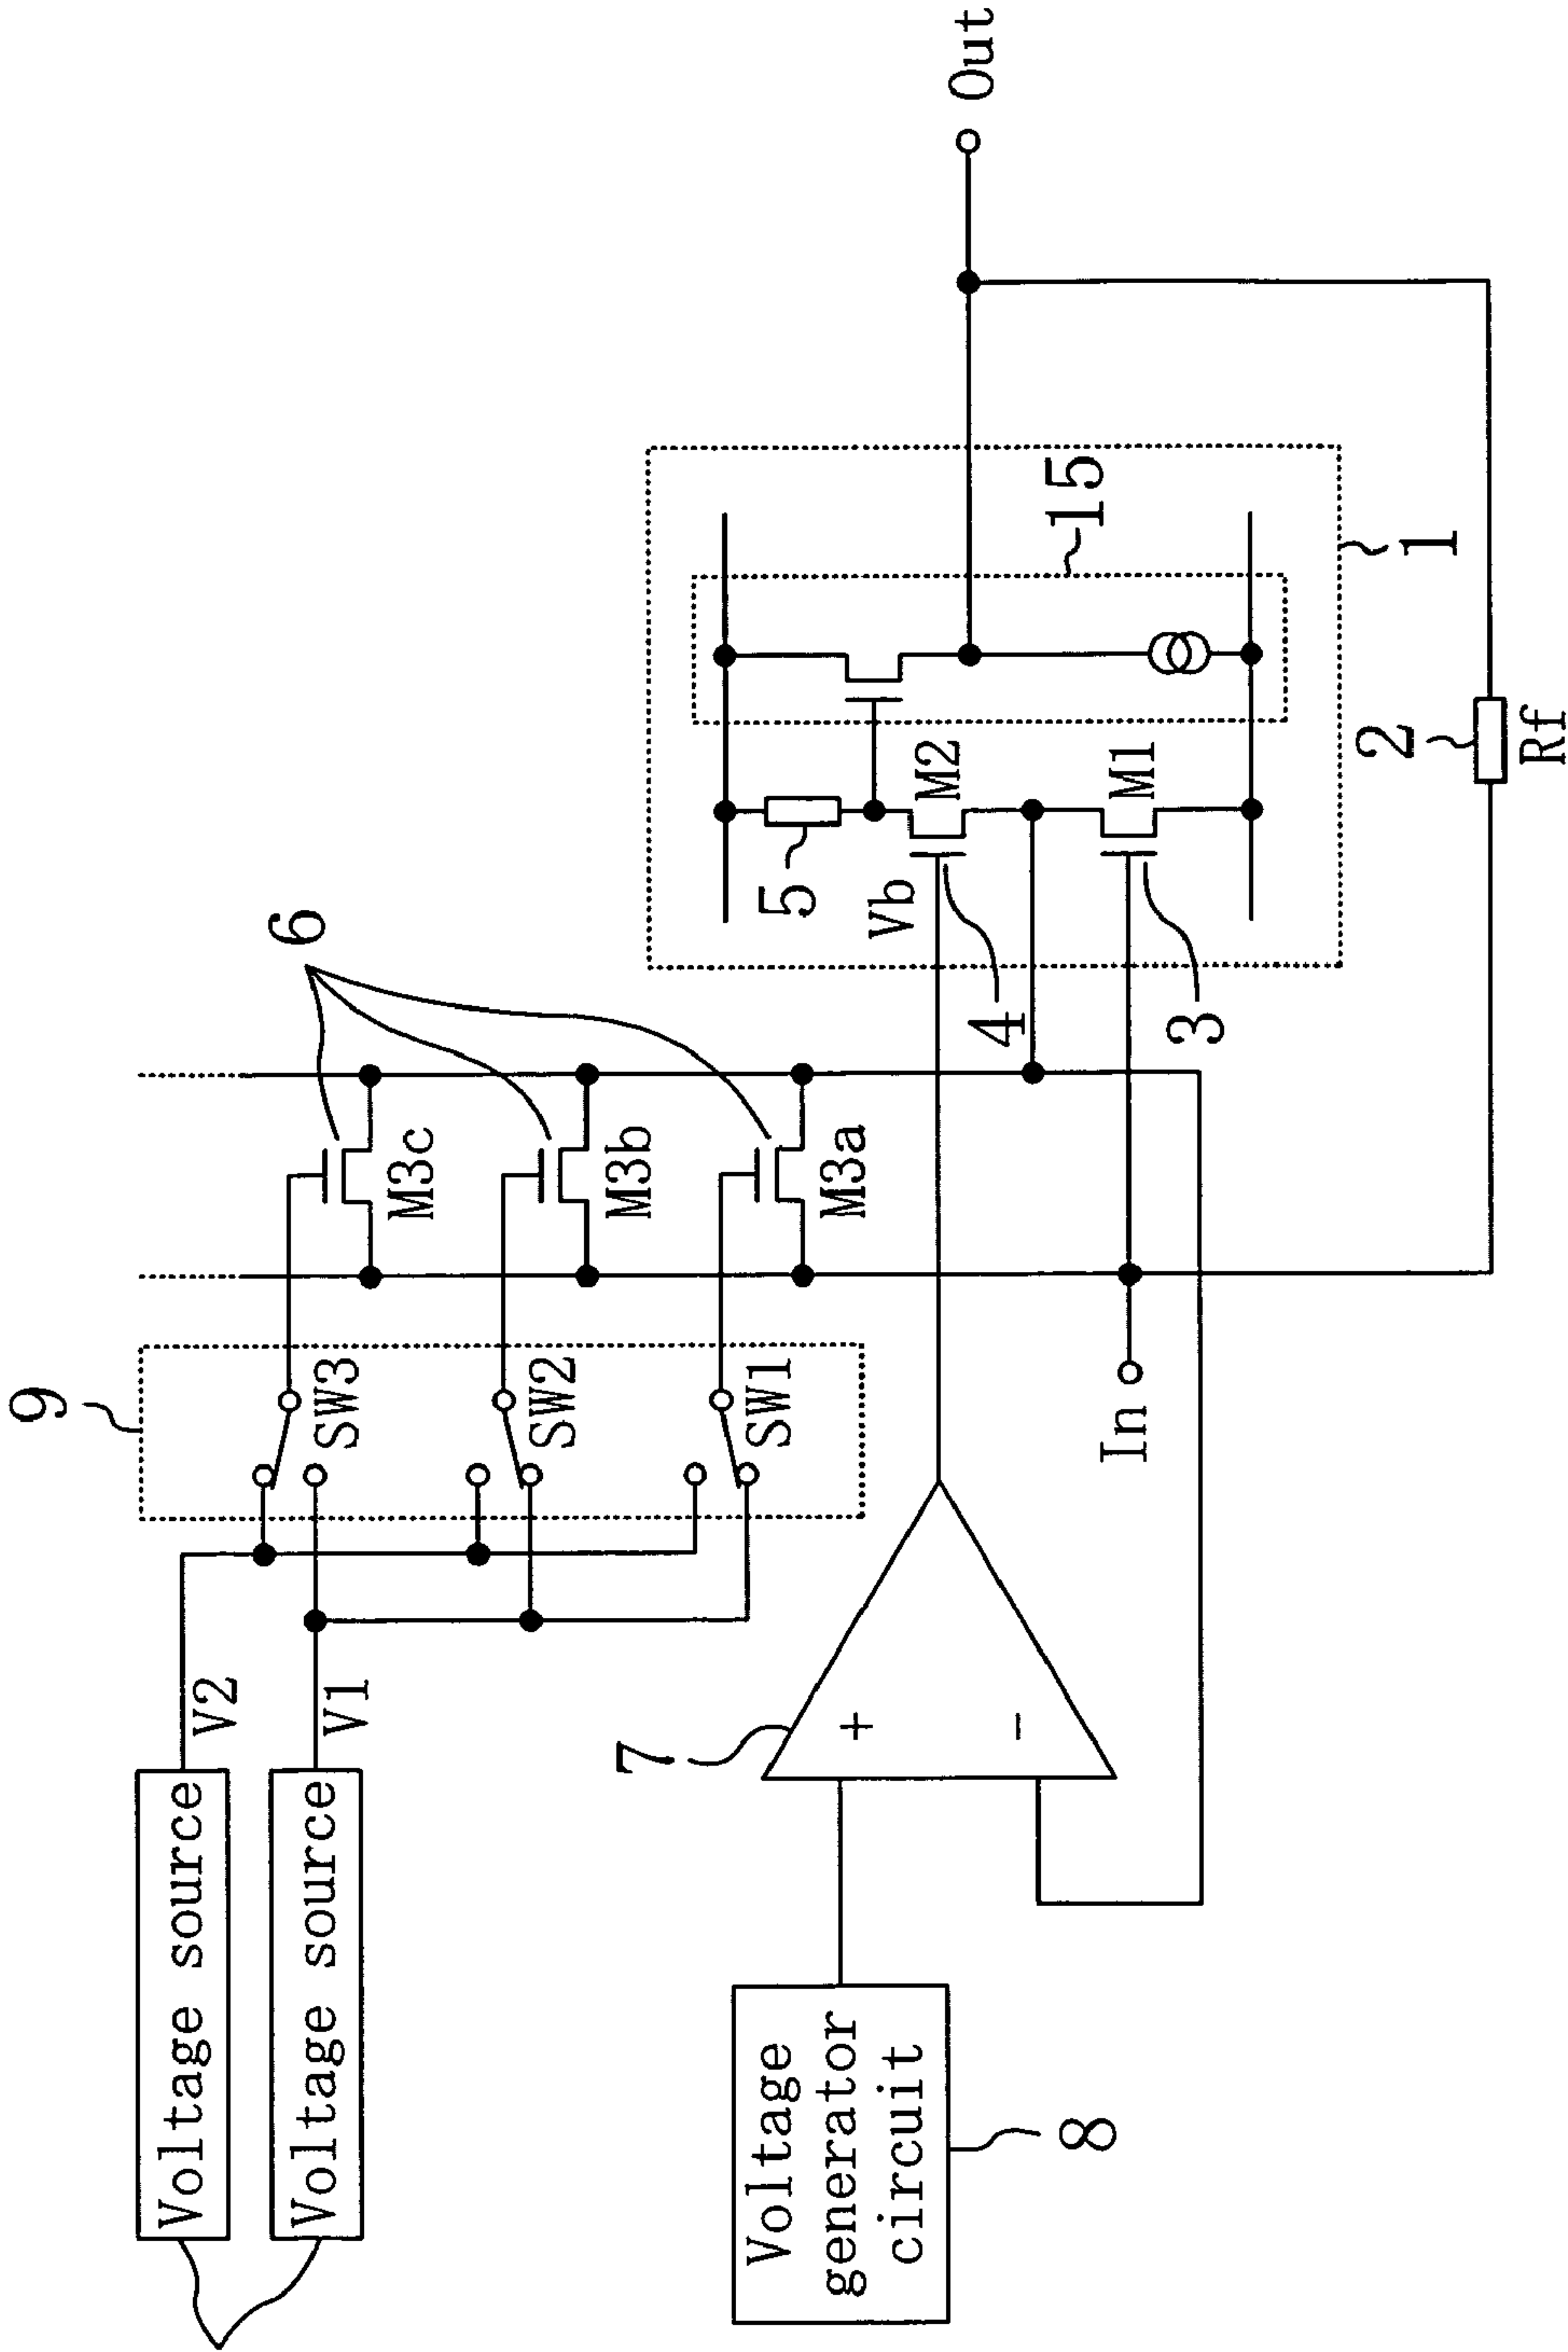 Voltage source
V2
Voltage source
V1
9
SW3
SW2
SW1
6
M3c
M3b
M3a
Voltage
generator
circuit
8
7
+
−
In
Vb
4
3
5
M2
M1
15
1
2
Rf
Out